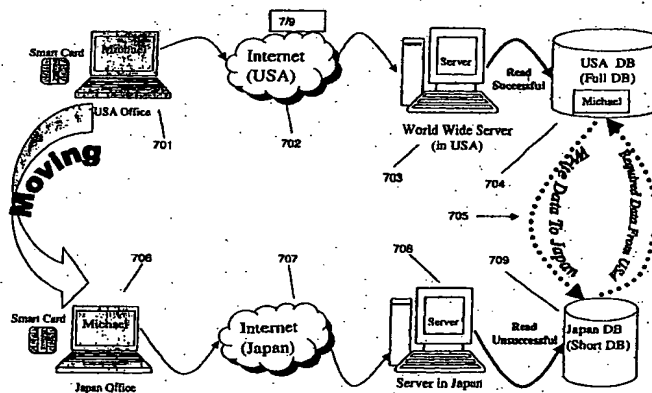 7/9
Smart Card
Michael
USA Office
701
Internet
(USA)
702
Server
World Wide Server
(in USA)
703
Read
Successful
USA DB
(Full DB)
Michael
704
705
Write Data To Japan
Required Data From USA
Moving
706
707
708
709
Smart Card
Michael
Japan Office
Internet
(Japan)
Server
Server in Japan
Read
Unsuccessful
Japan DB
(Short DB)